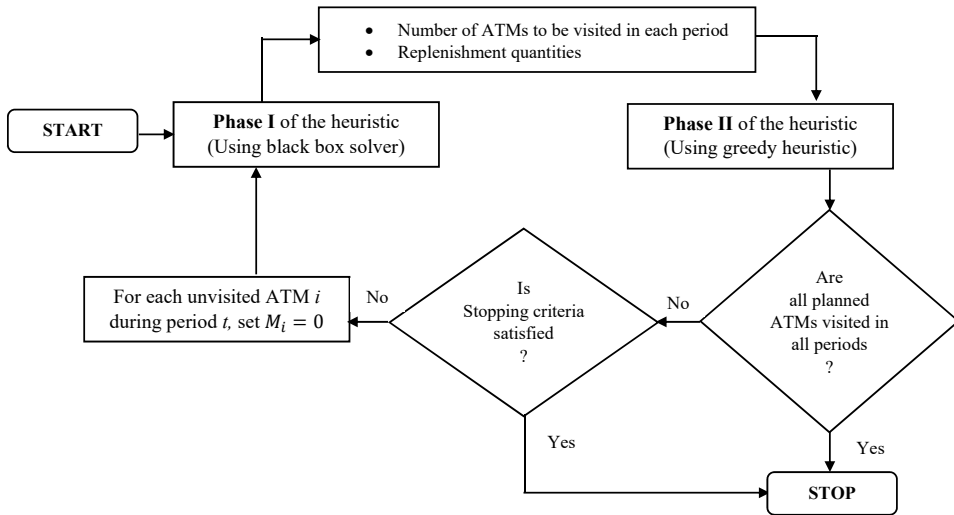 • Number of ATMs to be visited in each period
• Replenishment quantities
START
Phase I of the heuristic
(Using black box solver)
Phase II of the heuristic
(Using greedy heuristic)
Are
all planned
ATMs visited in
all periods
?
No
Is
Stopping criteria
satisfied
?
No
For each unvisited ATM i
during period t, set M_i = 0
Yes
Yes
STOP